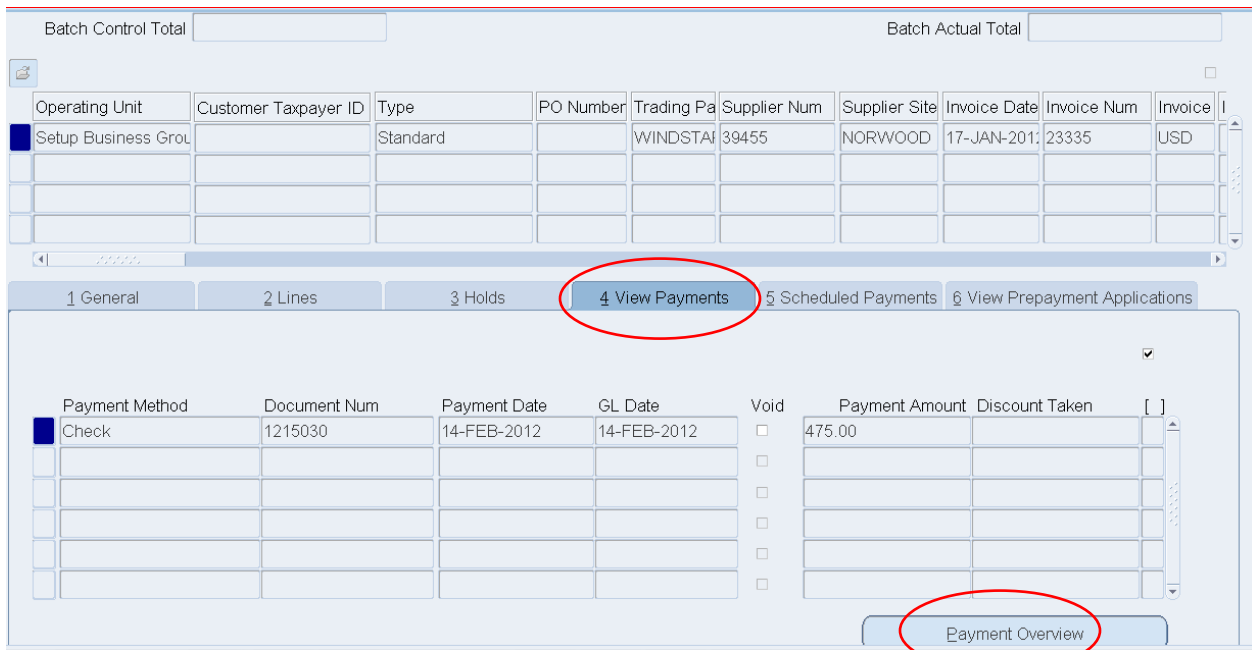 Batch Control Total Batch Actual Total
Operating Unit Customer Taxpayer ID Type PO Number Trading Pa Supplier Num Supplier Site Invoice Date Invoice Num Invoice
Setup Business Grou Standard WINDSTAR 39455 NORWOOD 17-JAN-201 23335 USD
1 General 2 Lines 3 Holds 4 View Payments 5 Scheduled Payments 6 View Prepayment Applications
Payment Method Document Num Payment Date GL Date Void Payment Amount Discount Taken [ ]
Check 1215030 14-FEB-2012 14-FEB-2012 475.00
Payment Overview